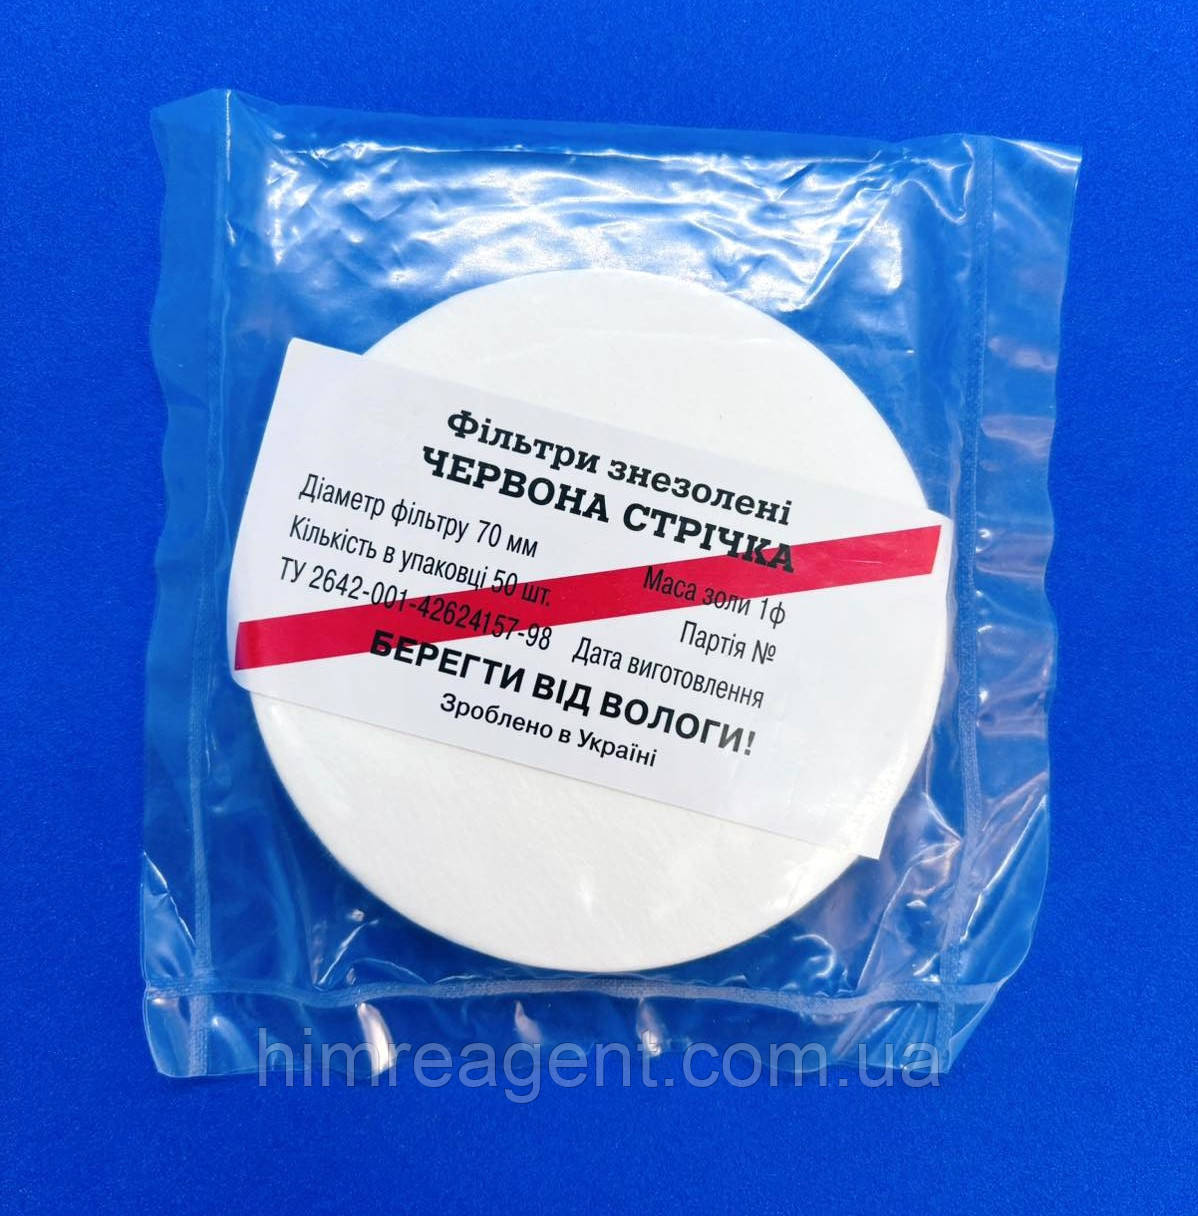 Фільтри знезолені
ЧЕРВОНА СТРІЧКА
Діаметр фільтру 70 мм
Кількість в упаковці 50 шт.
Маса золи 1ф
ТУ 2642-001-42624157-98
Партія №
Дата виготовлення
БЕРЕГТИ ВІД ВОЛОГИ!
Зроблено в Україні
himreagent.com.ua